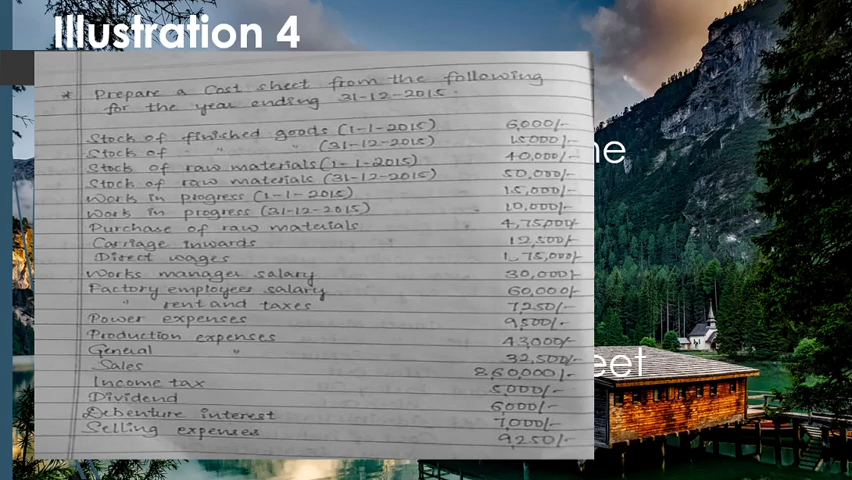 Illustration 4
* Prepare a Cost sheet from the following
for the year ending 31-12-2015.
Stock of finished goods (1-1-2015) 6,000/-
Stock of " " (31-12-2015) 15,000/-
Stock of raw materials (1-1-2015) 40,000/-
Stock of raw materials (31-12-2015) 50,000/-
Work in progress (1-1-2015) 15,000/-
Work in progress (31-12-2015) 10,000/-
Purchase of raw materials 4,75,000/-
Carriage inwards 12,500/-
Direct wages 1,75,000/-
Works manager salary 30,000/-
Factory employees salary 60,000/-
" rent and taxes 7250/-
Power expenses 9,500/-
Production expenses 43,000/-
General " 32,500/-
Sales 8,60,000/-
Income tax 5,000/-
Dividend 6,000/-
Debenture interest 7,000/-
Selling expenses 9,250/-
ne
eet